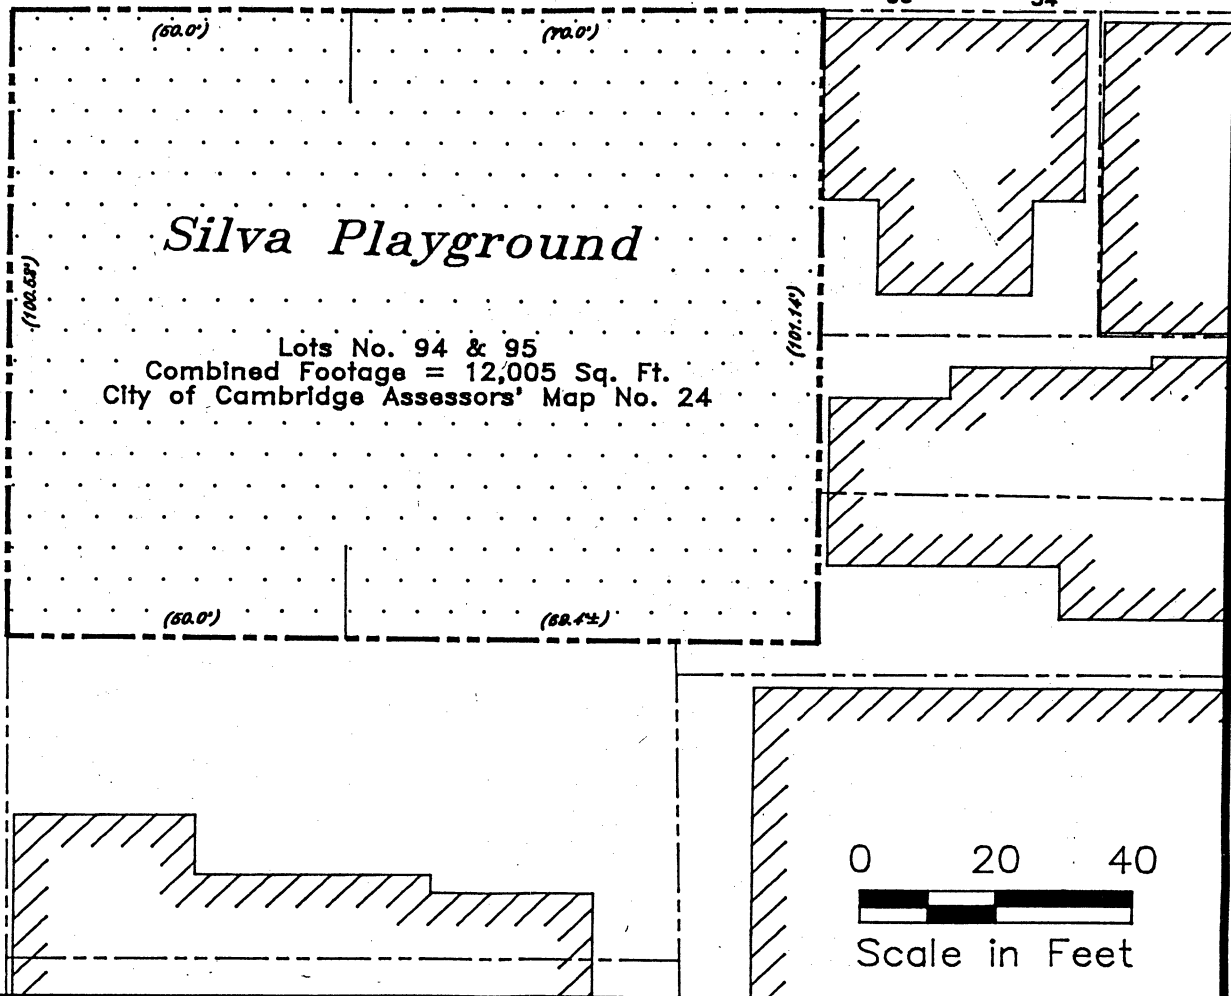 54
(50.0')
(70.0')
Silva Playground
(100.58')
(101.14')
Lots No. 94 & 95
Combined Footage = 12,005 Sq. Ft.
City of Cambridge Assessors' Map No. 24
(50.0')
(69.4'±)
0 20 40
Scale in Feet